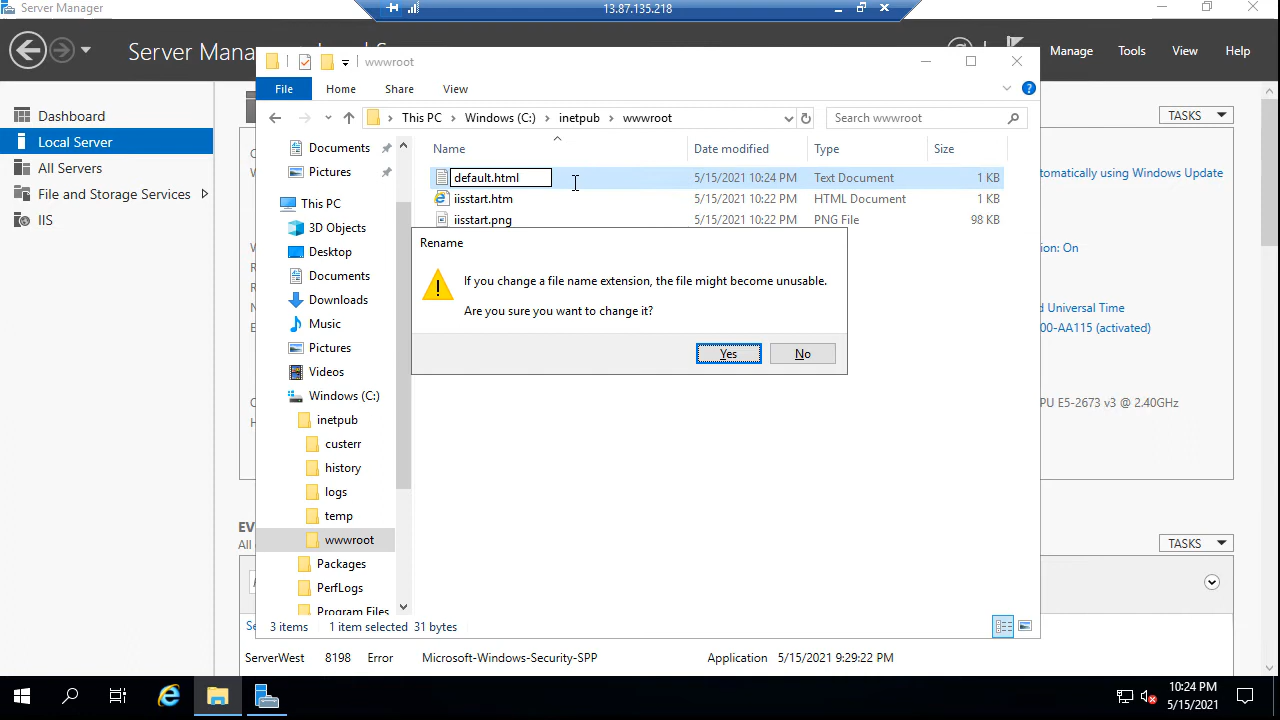 Server Manager
13.87.135.218
Server Manager
Manage
Tools
View
Help
wwwroot
File
Home
Share
View
This PC
Windows (C:)
inetpub
wwwroot
Search wwwroot
Dashboard
Local Server
All Servers
File and Storage Services
IIS
Documents
Pictures
This PC
3D Objects
Desktop
Documents
Downloads
Music
Pictures
Videos
Windows (C:)
inetpub
custerr
history
logs
temp
wwwroot
Packages
PerfLogs
Program Files
Name
Date modified
Type
Size
default.html
5/15/2021 10:24 PM
Text Document
1 KB
iisstart.htm
5/15/2021 10:22 PM
HTML Document
1 KB
iisstart.png
5/15/2021 10:22 PM
PNG File
98 KB
Rename
If you change a file name extension, the file might become unusable.
Are you sure you want to change it?
Yes
No
3 items
1 item selected
31 bytes
TASKS
utomatically using Windows Update
ion: On
d Universal Time
00-AA115 (activated)
PU E5-2673 v3 @ 2.40GHz
EV
All
TASKS
Se
ServerWest
8198
Error
Microsoft-Windows-Security-SPP
Application
5/15/2021 9:29:22 PM
10:24 PM
5/15/2021